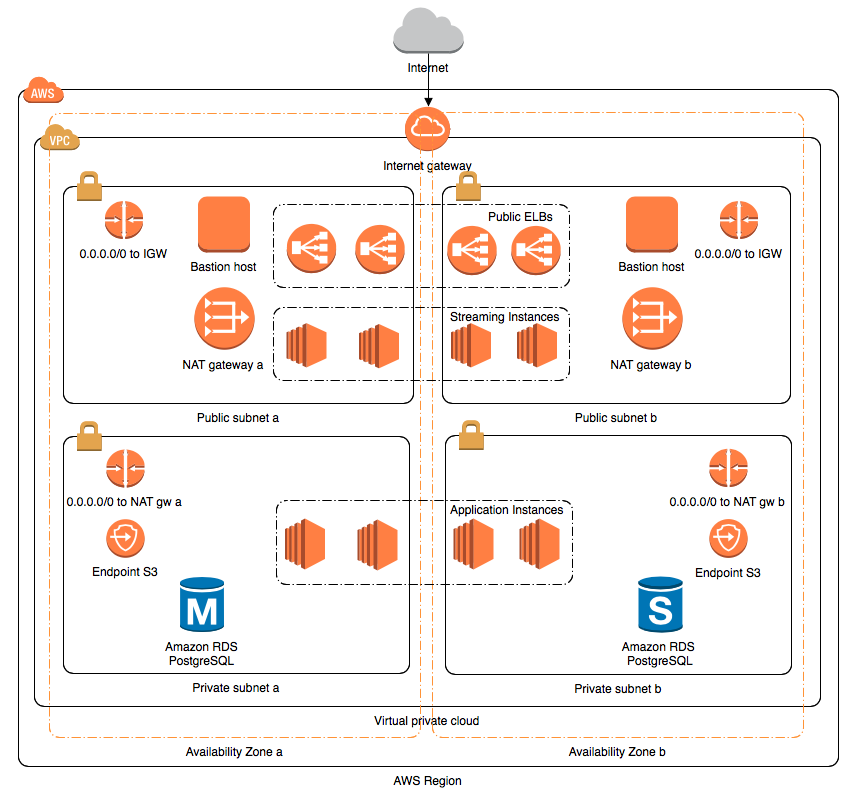 Internet
AWS
VPC
Internet gateway
Public ELBs
0.0.0.0/0 to IGW
Bastion host
Bastion host
0.0.0.0/0 to IGW
Streaming Instances
NAT gateway a
NAT gateway b
Public subnet a
Public subnet b
0.0.0.0/0 to NAT gw a
Application Instances
0.0.0.0/0 to NAT gw b
Endpoint S3
Endpoint S3
M
S
Amazon RDS
PostgreSQL
Amazon RDS
PostgreSQL
Private subnet a
Private subnet b
Virtual private cloud
Availability Zone a
Availability Zone b
AWS Region